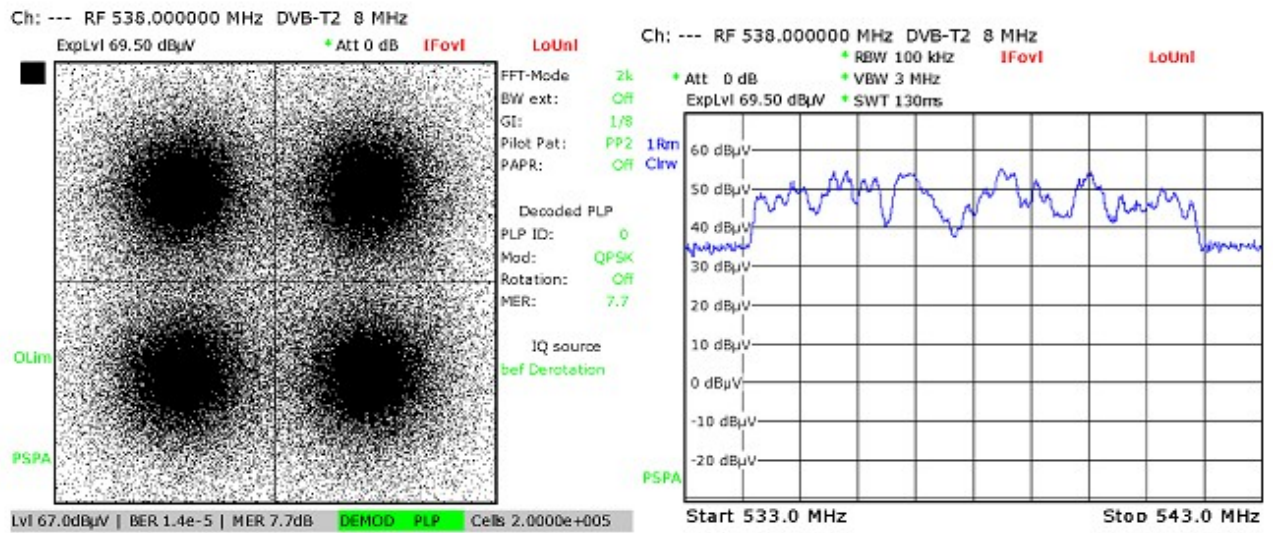 Ch: --- RF 538.000000 MHz DVB-T2 8 MHz
ExpLvl 69.50 dBµV * Att 0 dB IFovl LoUnl
FFT-Mode 2k
BW ext: Off
GI: 1/8
Pilot Pat: PP2
PAPR: Off
Decoded PLP
PLP ID: 0
Mod: QPSK
Rotation: Off
MER: 7.7
IQ source
bef Derotation
OLim
PSPA
Lvl 67.0dBµV | BER 1.4e-5 | MER 7.7dB DEMOD PLP Cells 2.0000e+005
Ch: --- RF 538.000000 MHz DVB-T2 8 MHz
* RBW 100 kHz IFovl LoUnl
* Att 0 dB * VBW 3 MHz
ExpLvl 69.50 dBµV * SWT 130ms
1Rm
Clrw
60 dBµV
50 dBµV
40 dBµV
30 dBµV
20 dBµV
10 dBµV
0 dBµV
-10 dBµV
-20 dBµV
PSPA
Start 533.0 MHz Stop 543.0 MHz